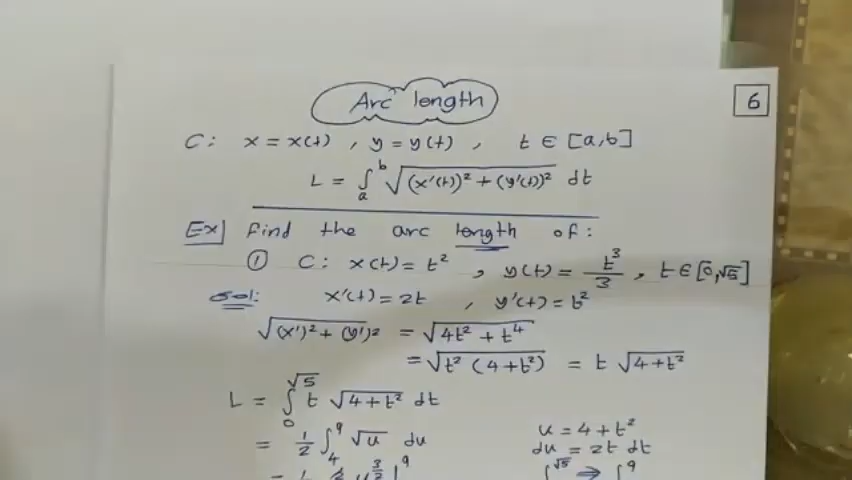 Arc length
6
C: x = x(t) , y = y(t) , t ∈ [a,b]
L = ∫_a^b √((x'(t))² + (y'(t))²) dt
Ex find the arc length of:
① C: x(t) = t² , y(t) = t³/3 , t ∈ [0,√5]
Sol: x'(t) = 2t , y'(t) = t²
√((x')² + (y')²) = √(4t² + t⁴)
= √(t² (4+t²)) = t √(4+t²)
L = ∫_0^√5 t √(4+t²) dt
= 1/2 ∫_4^9 √u du
u = 4+t²
du = 2t dt
∫^√5 ⇒ ∫^9